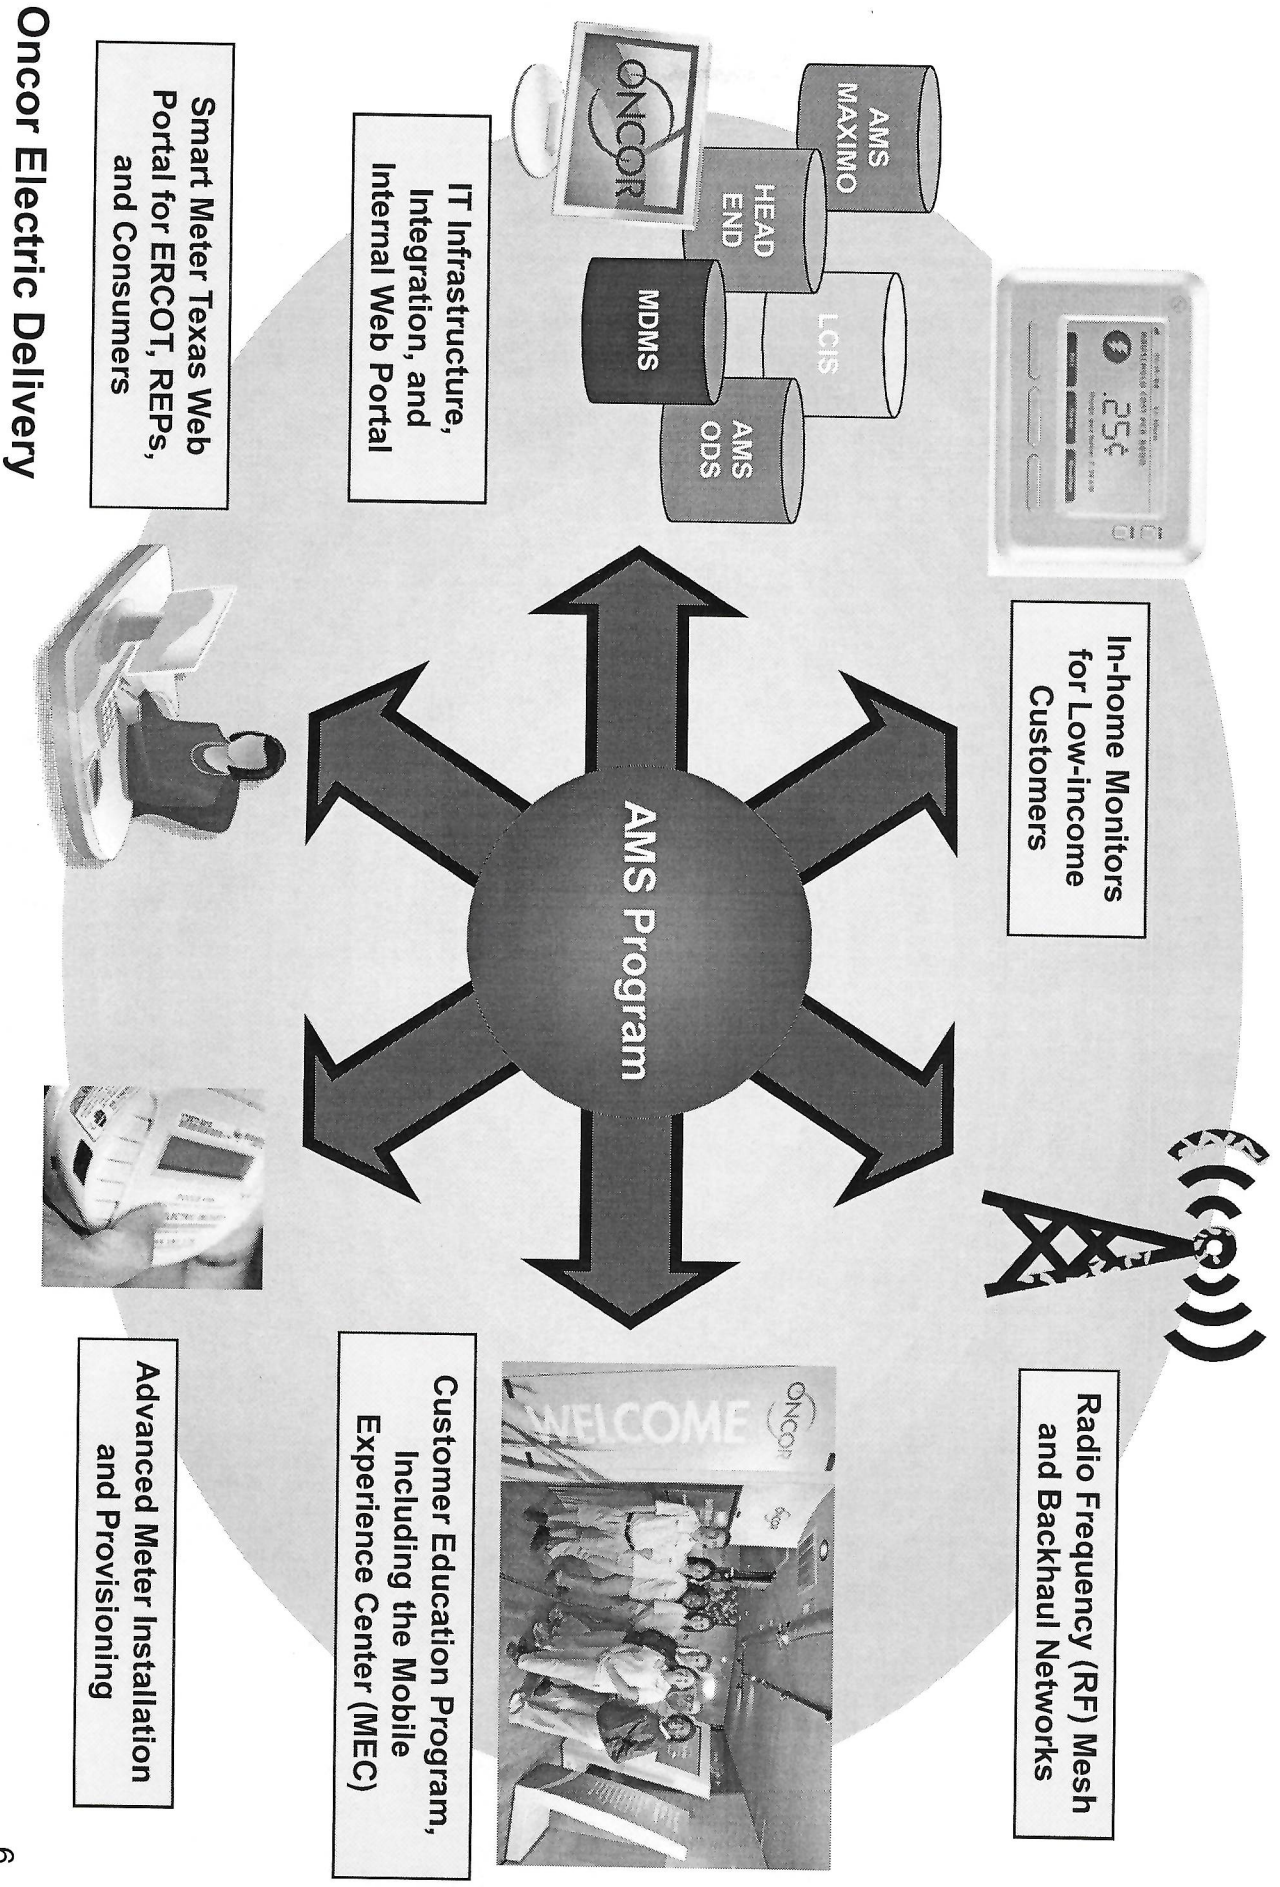 In-home Monitors
for Low-income
Customers
Radio Frequency (RF) Mesh
and Backhaul Networks
.25¢
AMS
MAXIMO
LCIS
HEAD
END
AMS
ODS
MDMS
ONCOR
AMS Program
ONCOR
WELCOME
IT Infrastructure,
Integration, and
Internal Web Portal
Customer Education Program,
Including the Mobile
Experience Center (MEC)
Smart Meter Texas Web
Portal for ERCOT, REPs,
and Consumers
Advanced Meter Installation
and Provisioning
Oncor Electric Delivery